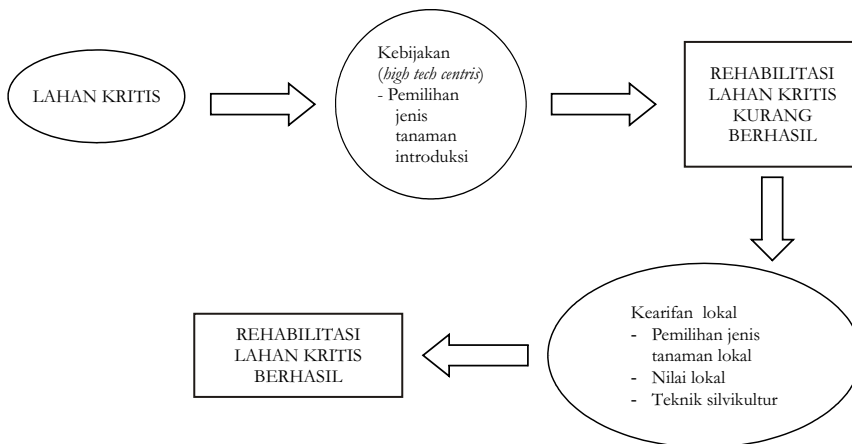 LAHAN KRITIS
Kebijakan
(high tech centris)
- Pemilihan
jenis
tanaman
introduksi
REHABILITASI
LAHAN KRITIS
KURANG
BERHASIL
Kearifan lokal
- Pemilihan jenis
tanaman lokal
- Nilai lokal
- Teknik silvikultur
REHABILITASI
LAHAN KRITIS
BERHASIL